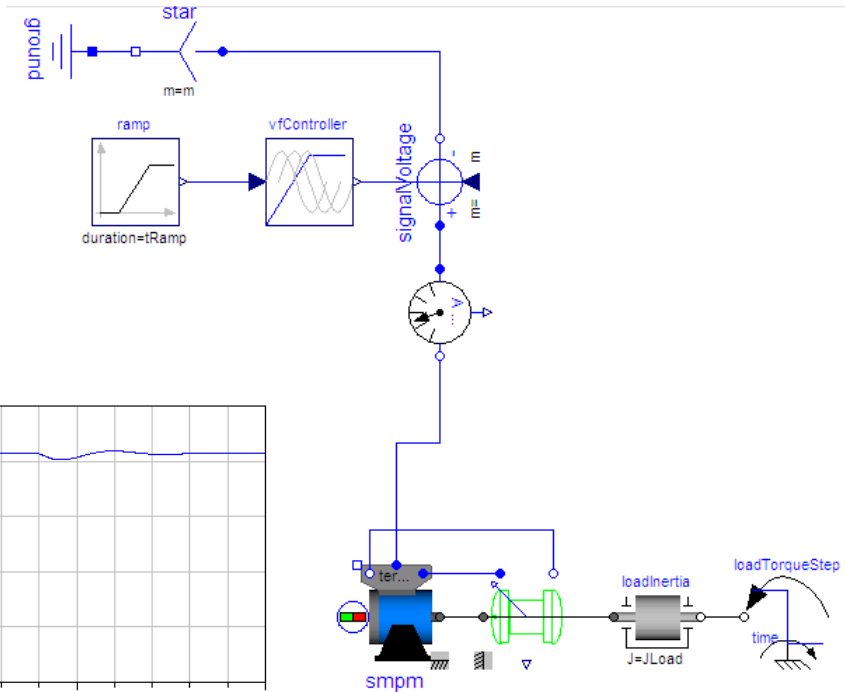 star
ground
m=m
ramp
vfController
signalVoltage
-
m=m
+
duration=tRamp
A
...
ter...
loadInertia
loadTorqueStep
time
J=JLoad
smpm